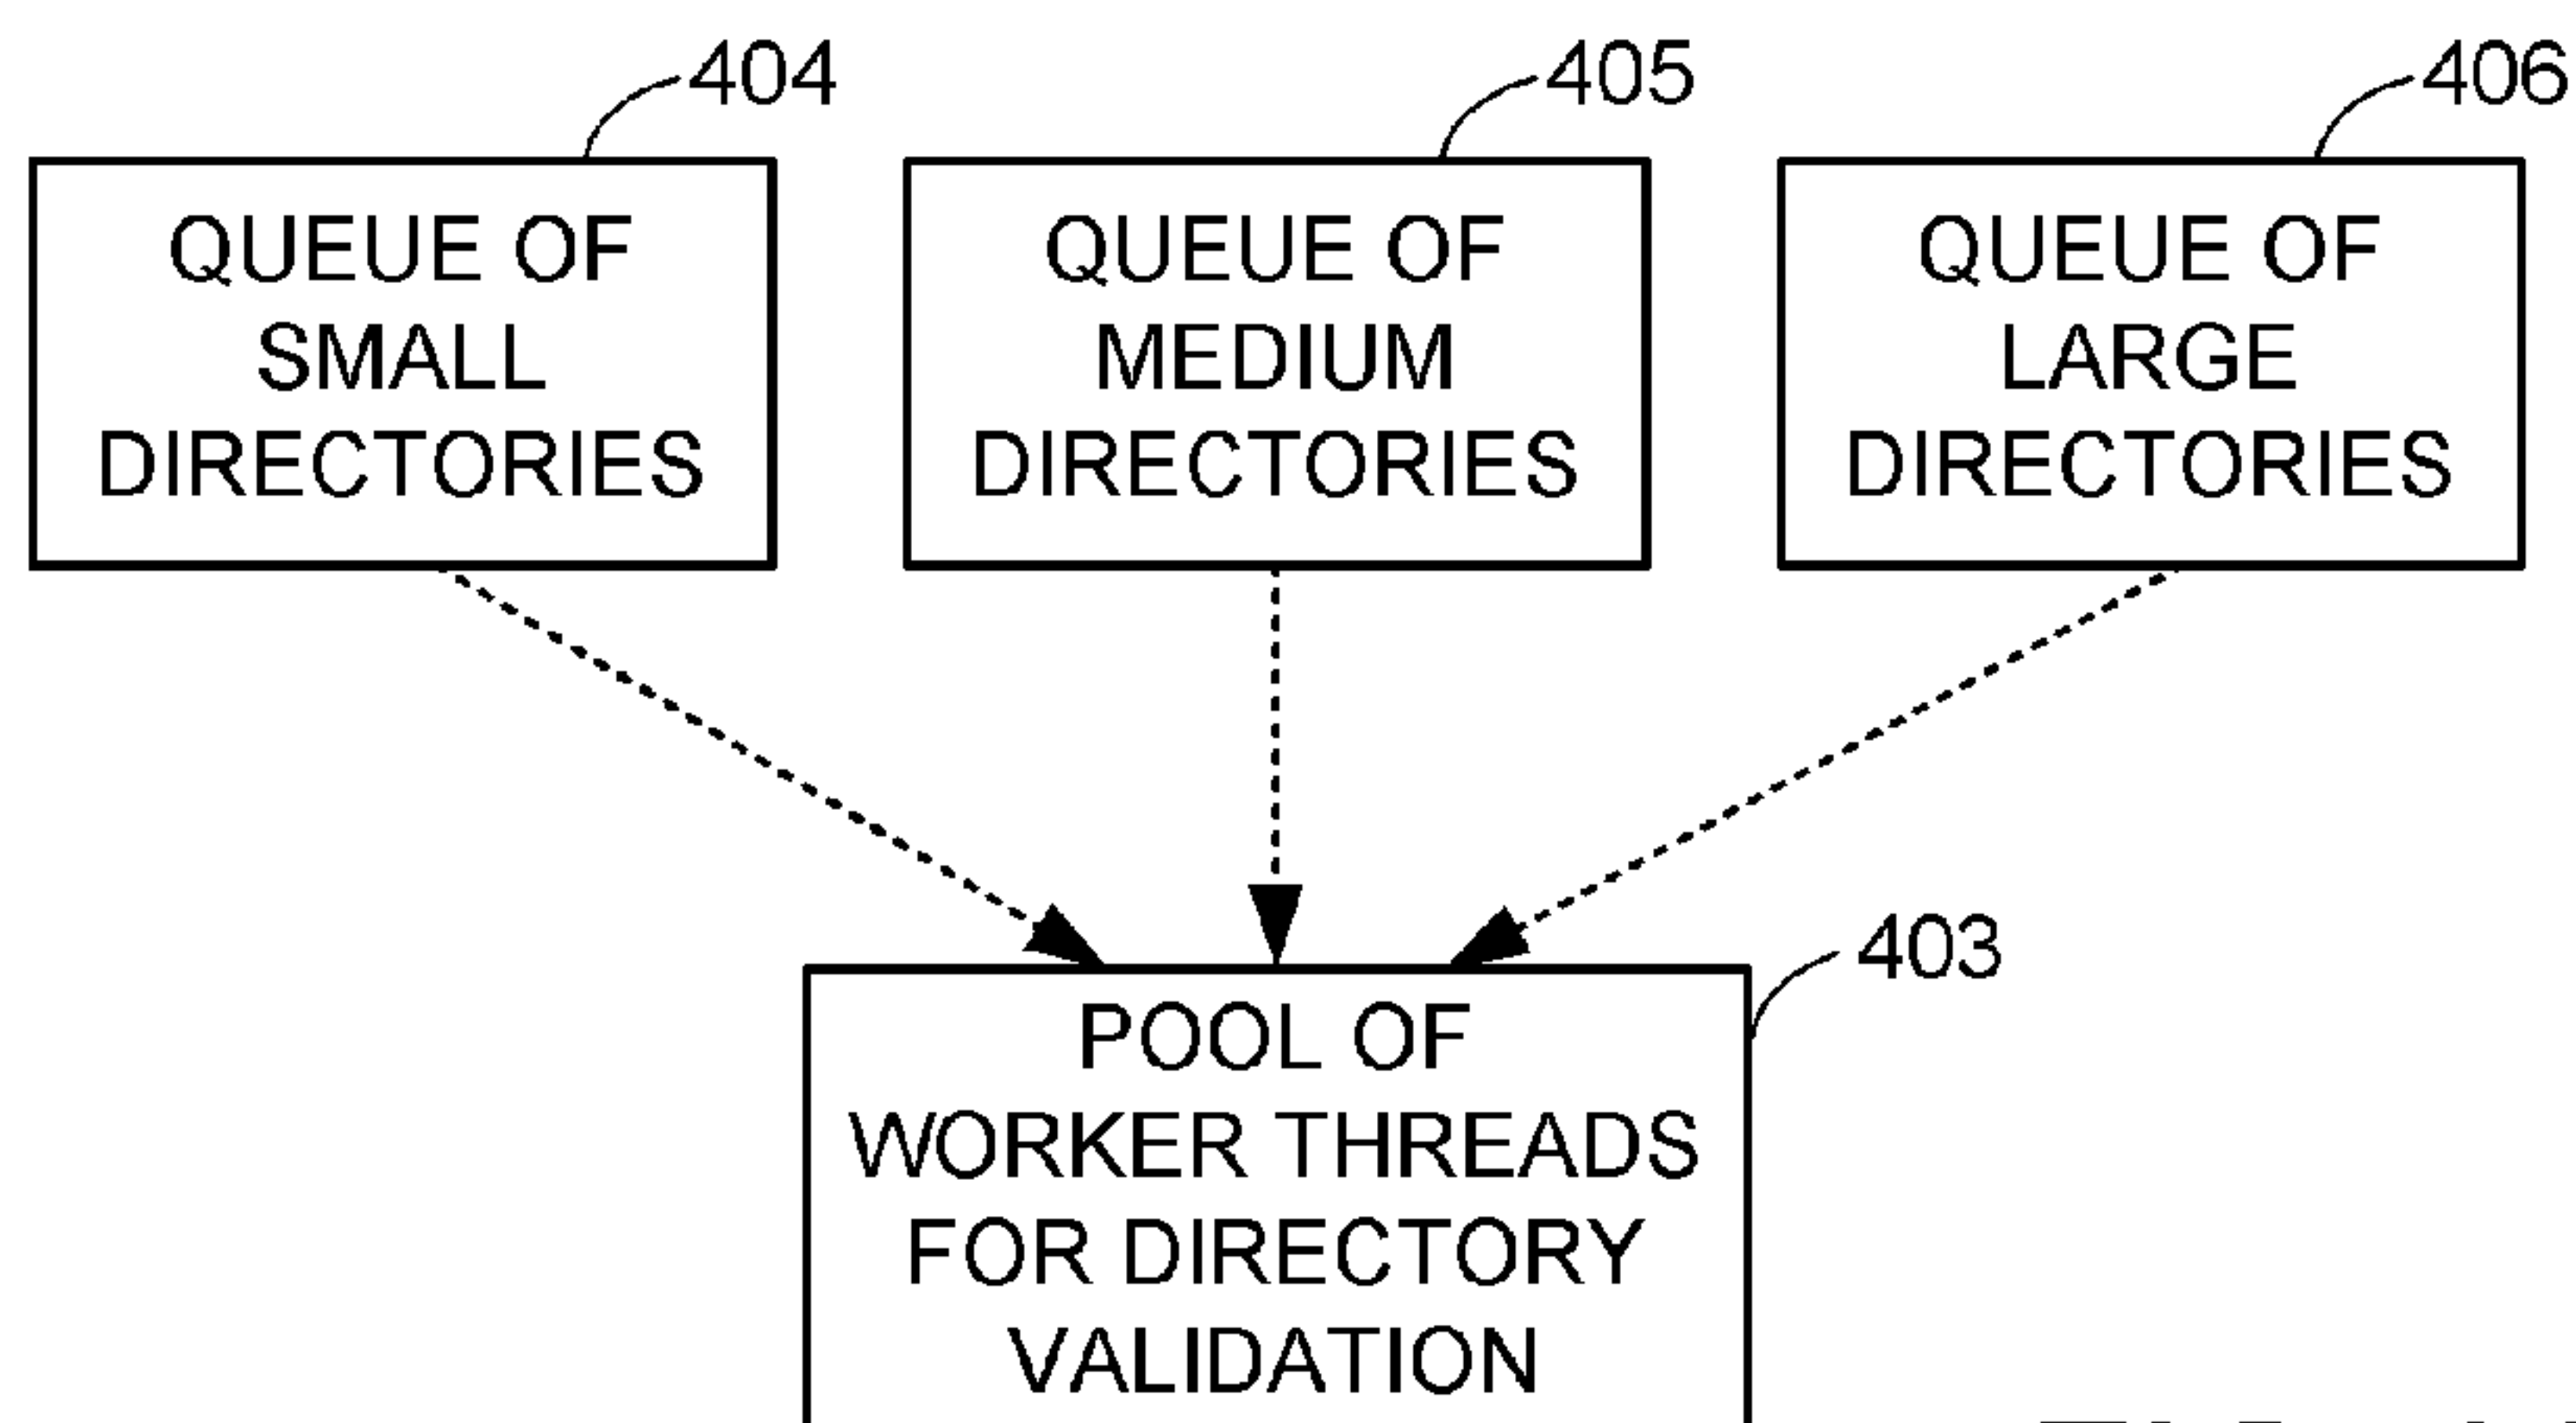 404
405
406
QUEUE OF
SMALL
DIRECTORIES
QUEUE OF
MEDIUM
DIRECTORIES
QUEUE OF
LARGE
DIRECTORIES
403
POOL OF
WORKER THREADS
FOR DIRECTORY
VALIDATION